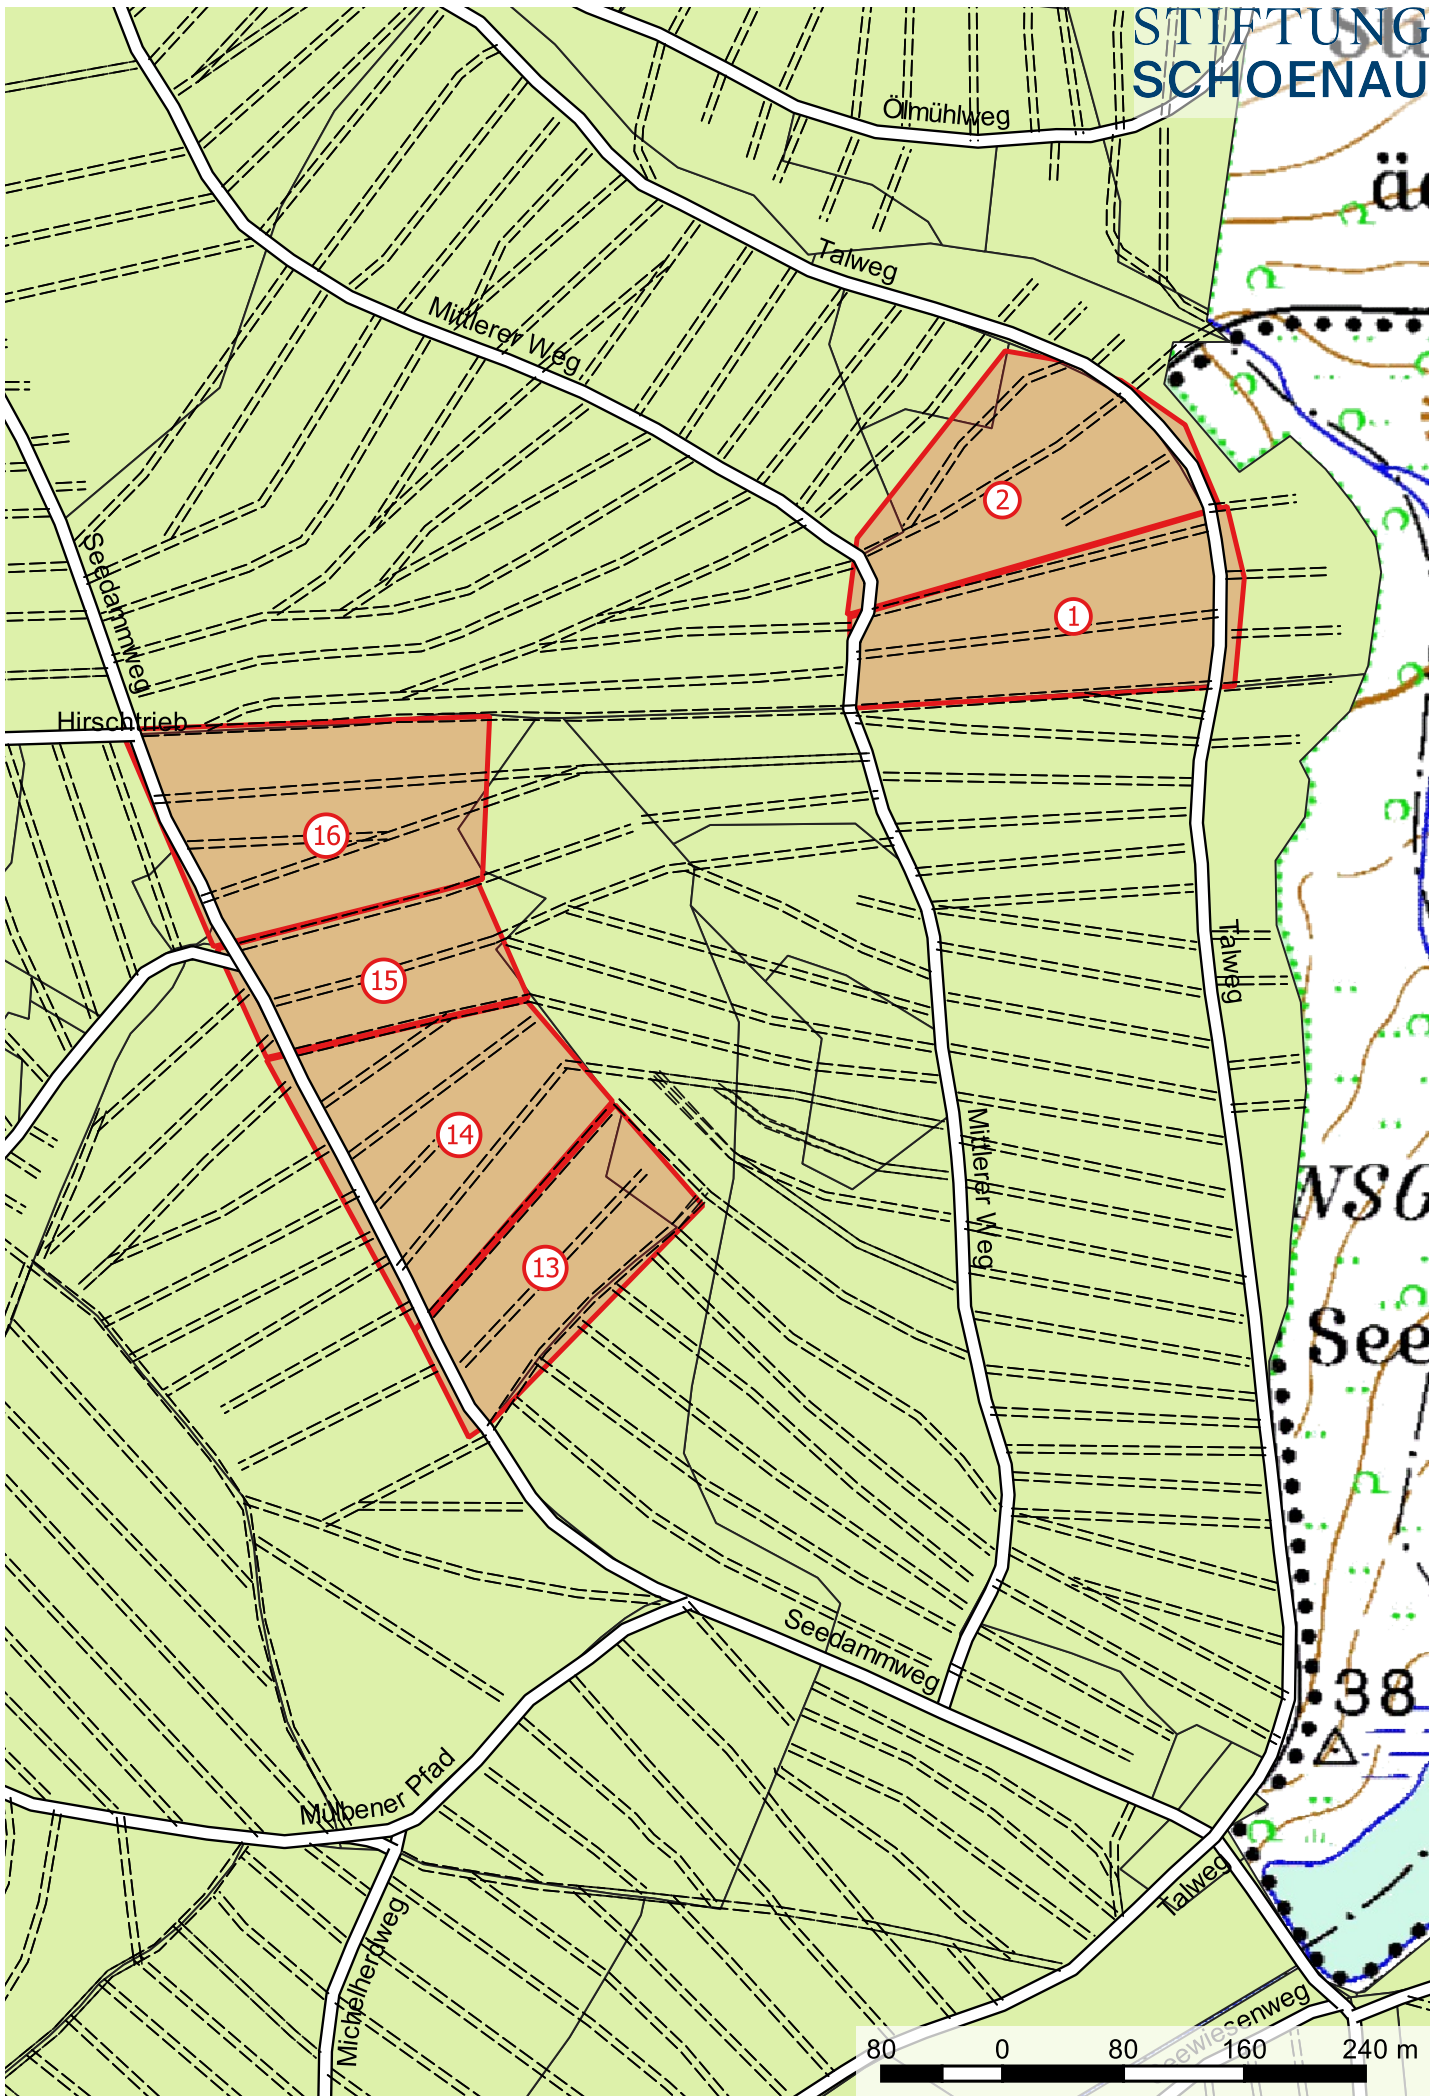 STIFTUNG
SCHOENAU
Ölmühlweg
Talweg
Mittlerer Weg
2
Seedammweg
1
Hirschtrieb
16
15
Talweg
14
Mittlerer Weg
NSG
13
See
Seedammweg
38
Mülbener Pfad
Talweg
Michelherdweg
80 0 80 160 240 m